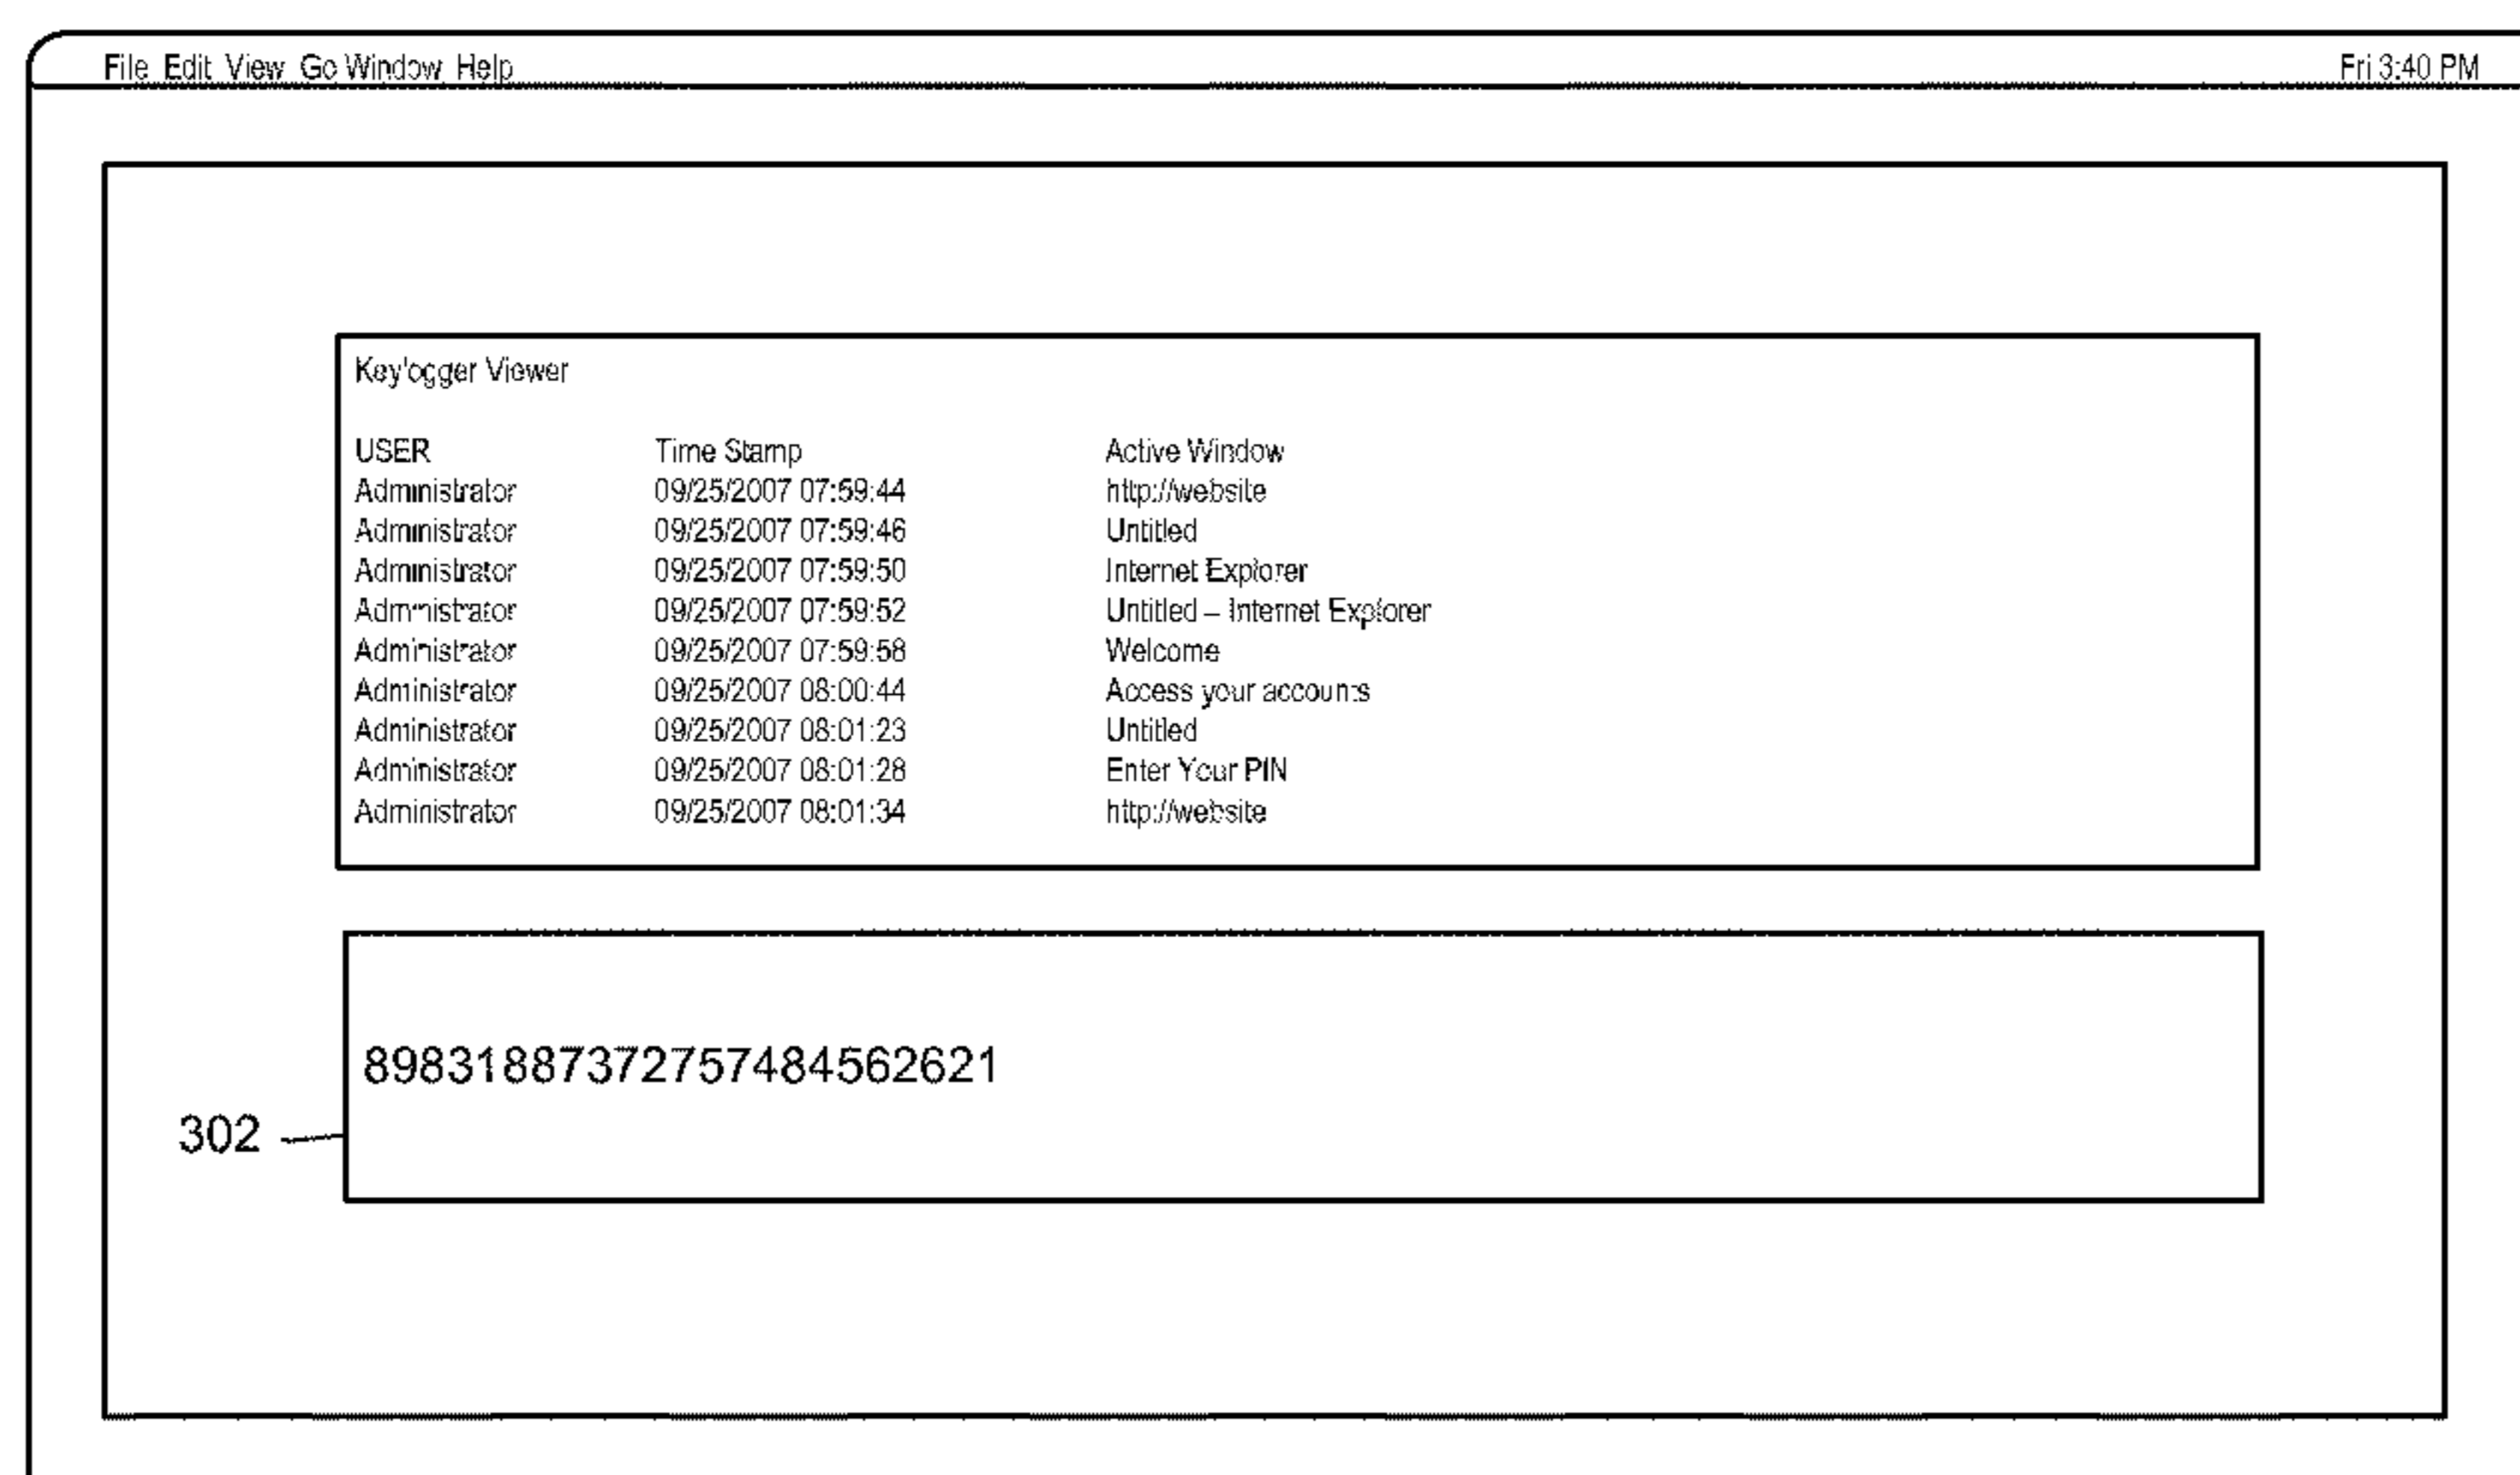 File Edit View Go Window Help Fri 3:40 PM
Keylogger Viewer
USER Time Stamp Active Window
Administrator 09/25/2007 07:59:44 http://website
Administrator 09/25/2007 07:59:46 Untitled
Administrator 09/25/2007 07:59:50 Internet Explorer
Administrator 09/25/2007 07:59:52 Untitled – Internet Explorer
Administrator 09/25/2007 07:59:58 Welcome
Administrator 09/25/2007 08:00:44 Access your accounts
Administrator 09/25/2007 08:01:23 Untitled
Administrator 09/25/2007 08:01:28 Enter Your PIN
Administrator 09/25/2007 08:01:34 http://website
89831887372757484562621
302